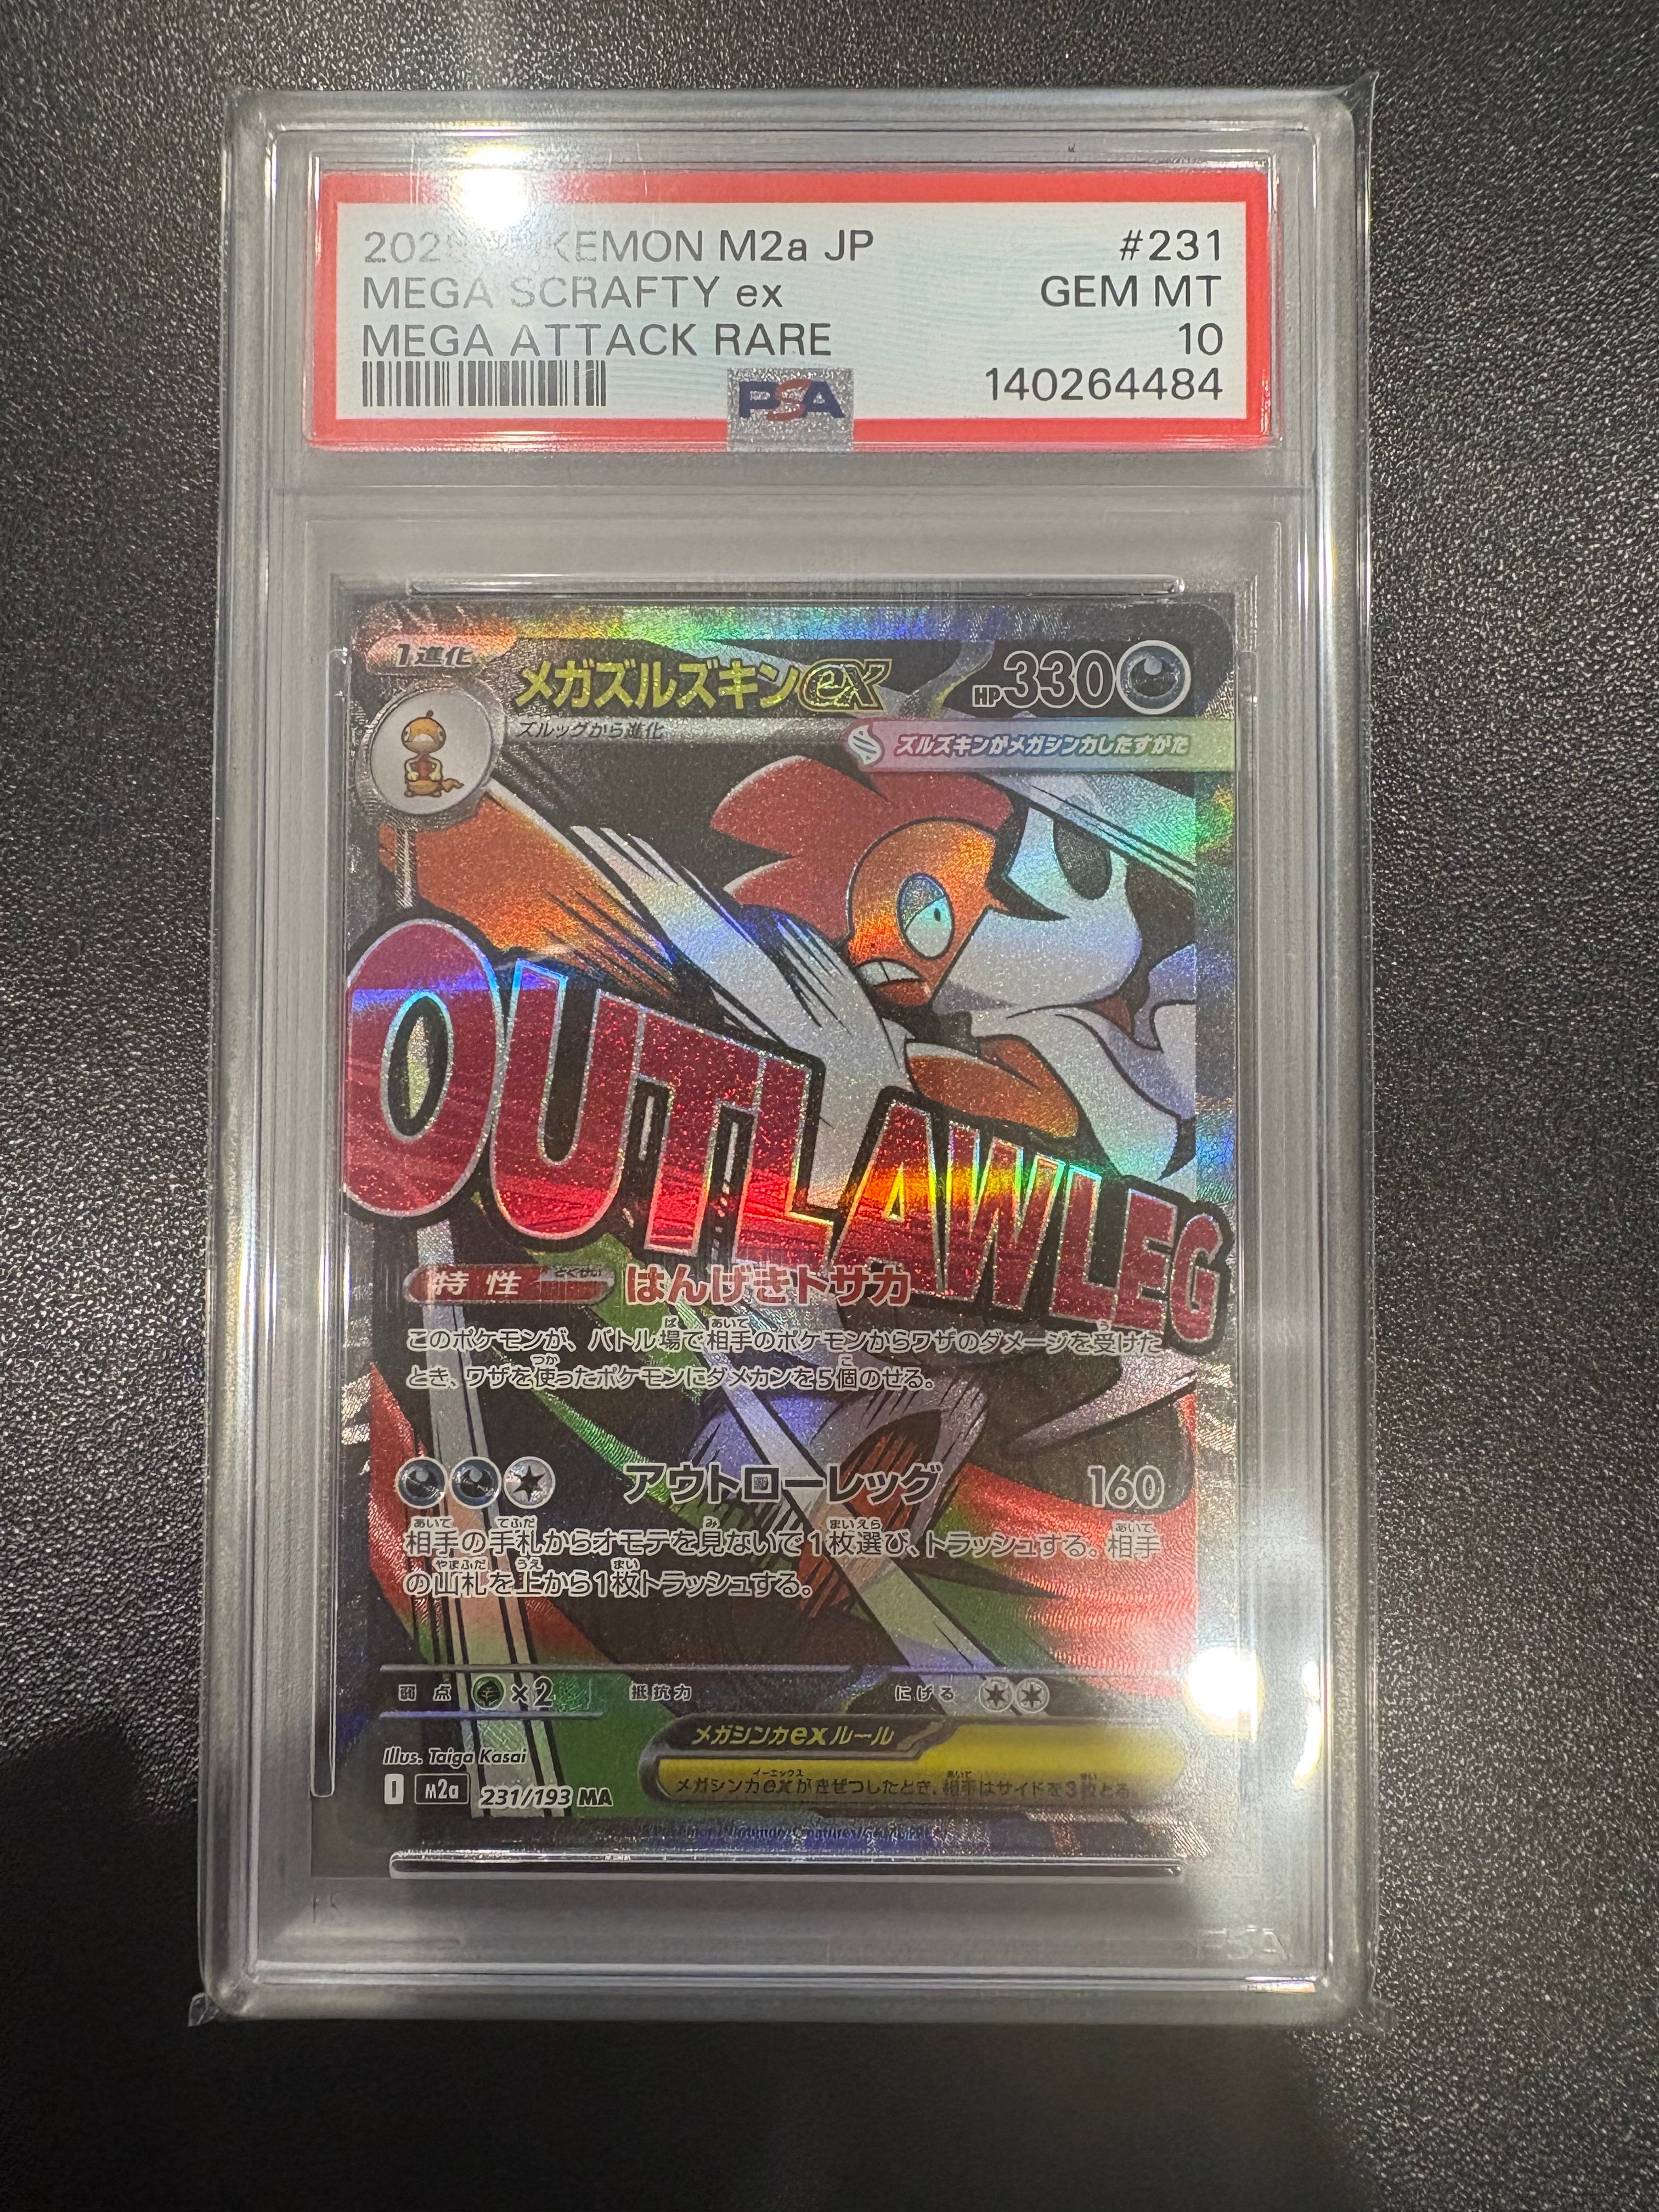 POKEMON M2a JP #231
MEGA SCRAFTY ex GEM MT
MEGA ATTACK RARE 10
PSA 140264484
1進化
メガズルズキンex HP330
ズルッグから進化
ズルズキンがメガシンカしたすがた
OUTLAWLEG
特性 とくせい はんげきトサカ
このポケモンが、バトル場で相手のポケモンからワザのダメージを受けた
とき、ワザを使ったポケモンにダメカンを5個のせる。
アウトローレッグ 160
相手の手札からオモテを見ないで1枚選び、トラッシュする。相手
の山札を上から1枚トラッシュする。
弱点 ×2 抵抗力 にげる
メガシンカexルール
メガシンカexがきぜつしたとき、相手はサイドを3枚とる。
Illus. Taiga Kasai
I M2a 231/193 MA
PSA